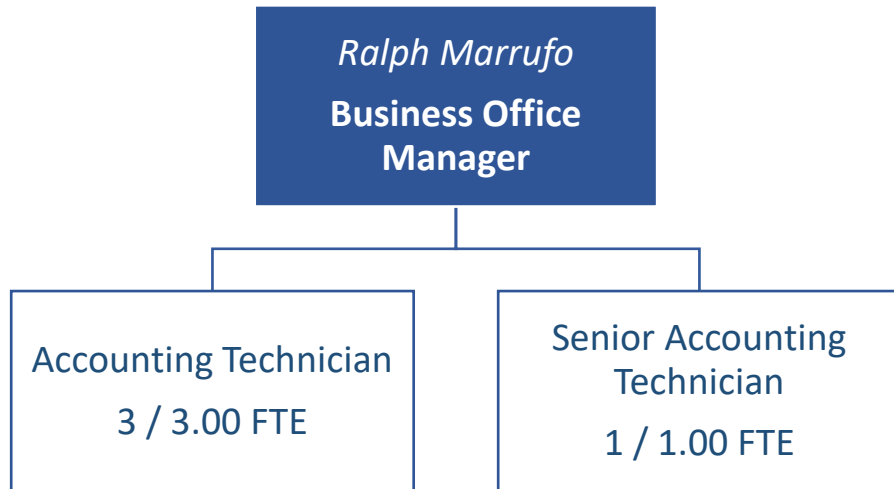 Ralph Marrufo
Business Office
Manager
Accounting Technician
3 / 3.00 FTE
Senior Accounting
Technician
1 / 1.00 FTE